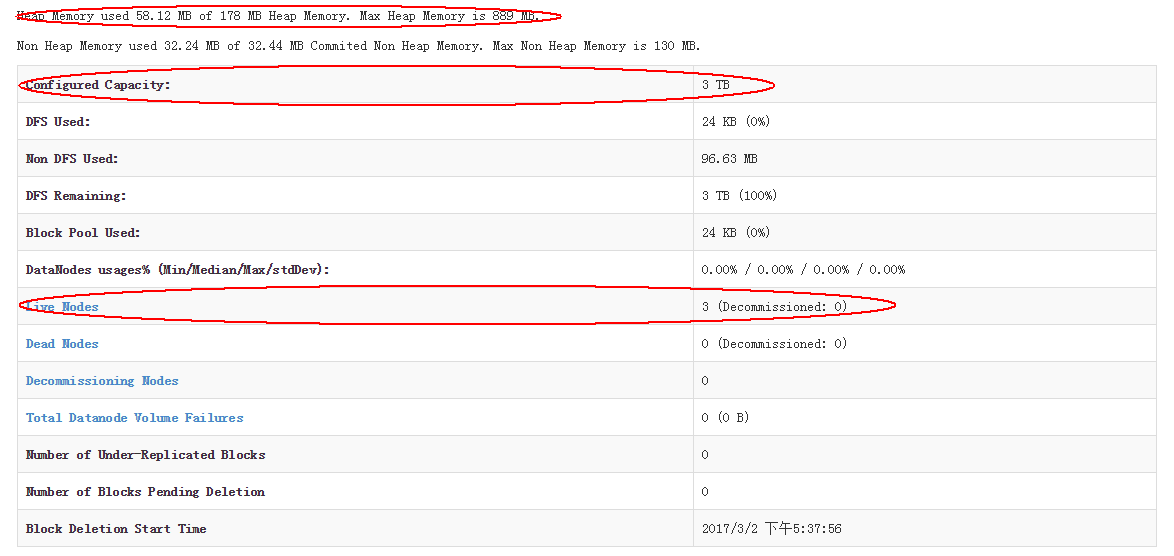 Heap Memory used 58.12 MB of 178 MB Heap Memory. Max Heap Memory is 889 MB.
Non Heap Memory used 32.24 MB of 32.44 MB Commited Non Heap Memory. Max Non Heap Memory is 130 MB.
Configured Capacity: 3 TB
DFS Used: 24 KB (0%)
Non DFS Used: 96.63 MB
DFS Remaining: 3 TB (100%)
Block Pool Used: 24 KB (0%)
DataNodes usages% (Min/Median/Max/stdDev): 0.00% / 0.00% / 0.00% / 0.00%
Live Nodes 3 (Decommissioned: 0)
Dead Nodes 0 (Decommissioned: 0)
Decommissioning Nodes 0
Total Datanode Volume Failures 0 (0 B)
Number of Under-Replicated Blocks 0
Number of Blocks Pending Deletion 0
Block Deletion Start Time 2017/3/2 下午5:37:56